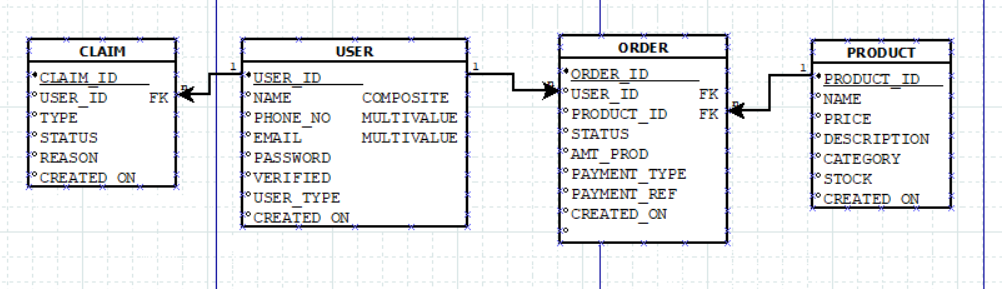 CLAIM
CLAIM_ID
USER_ID FK
TYPE
STATUS
REASON
CREATED_ON
1
n
USER
USER_ID
NAME COMPOSITE
PHONE_NO MULTIVALUE
EMAIL MULTIVALUE
PASSWORD
VERIFIED
USER_TYPE
CREATED_ON
1
n
ORDER
ORDER_ID
USER_ID FK
PRODUCT_ID FK
STATUS
AMT_PROD
PAYMENT_TYPE
PAYMENT_REF
CREATED_ON
1
n
PRODUCT
PRODUCT_ID
NAME
PRICE
DESCRIPTION
CATEGORY
STOCK
CREATED_ON